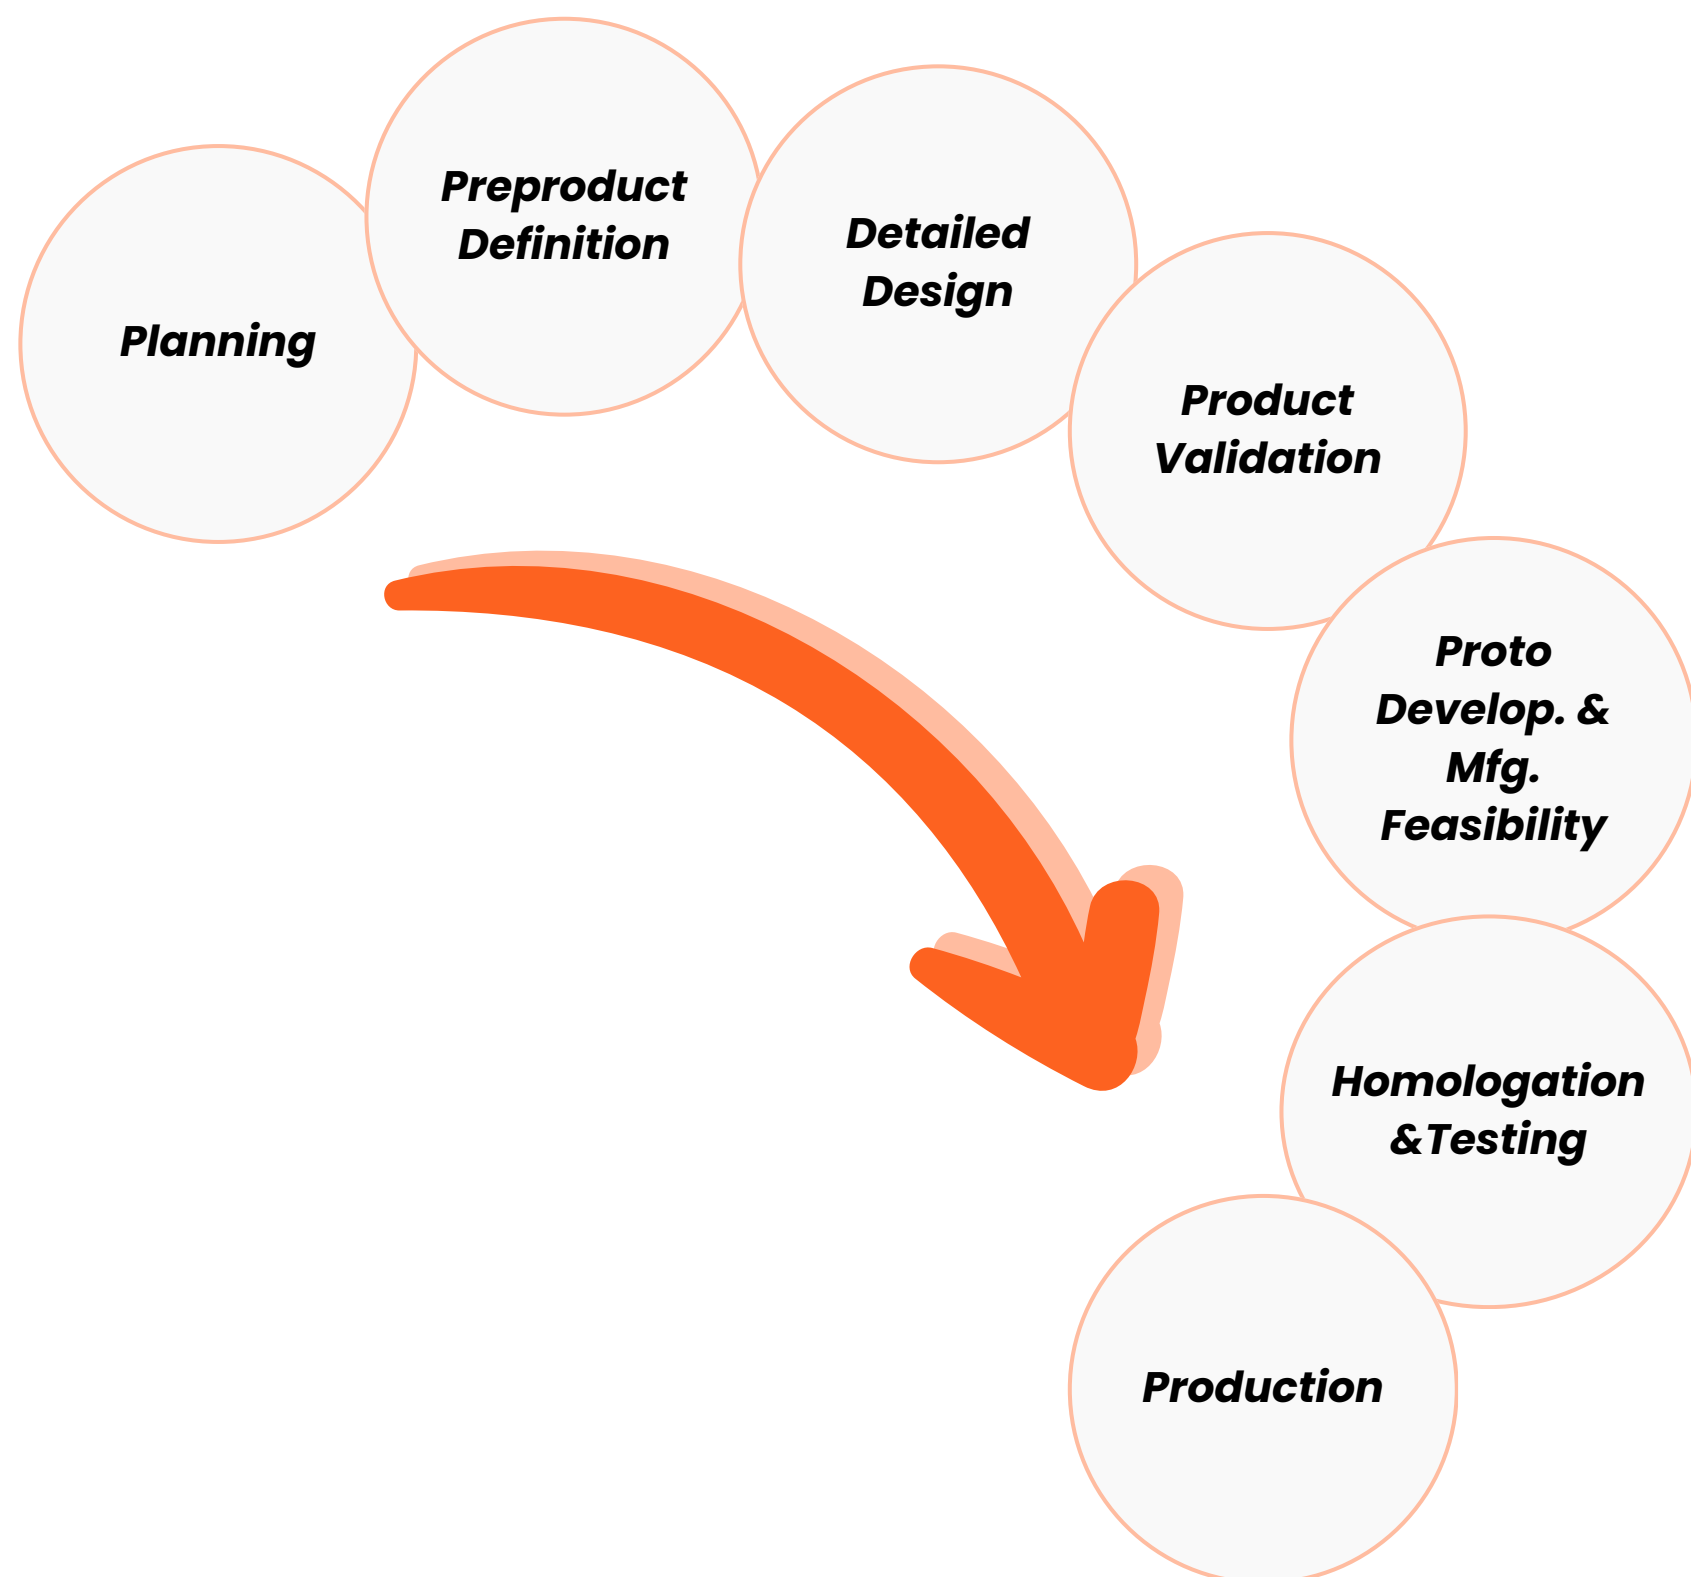 Planning
Preproduct
Definition
Detailed
Design
Product
Validation
Proto
Develop. &
Mfg.
Feasibility
Homologation
&Testing
Production